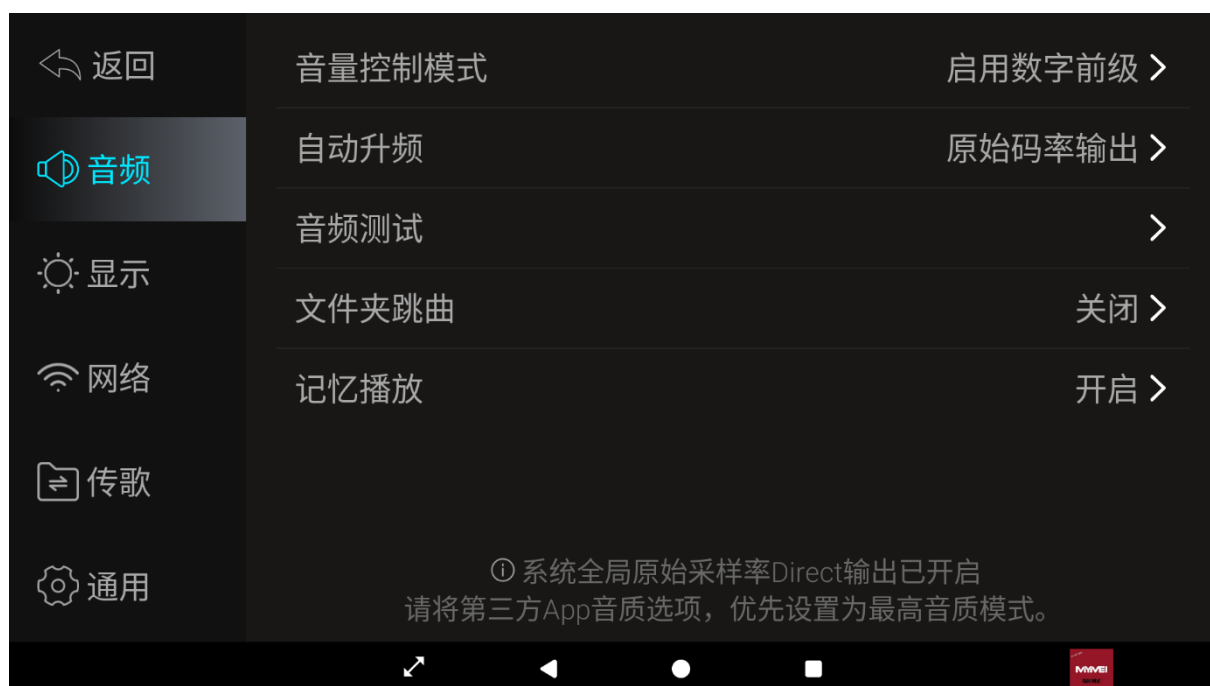 返回
音频
显示
网络
传歌
通用
音量控制模式 启用数字前级
自动升频 原始码率输出
音频测试
文件夹跳曲 关闭
记忆播放 开启
系统全局原始采样率Direct输出已开启
请将第三方App音质选项，优先设置为最高音质模式。
MYMEI